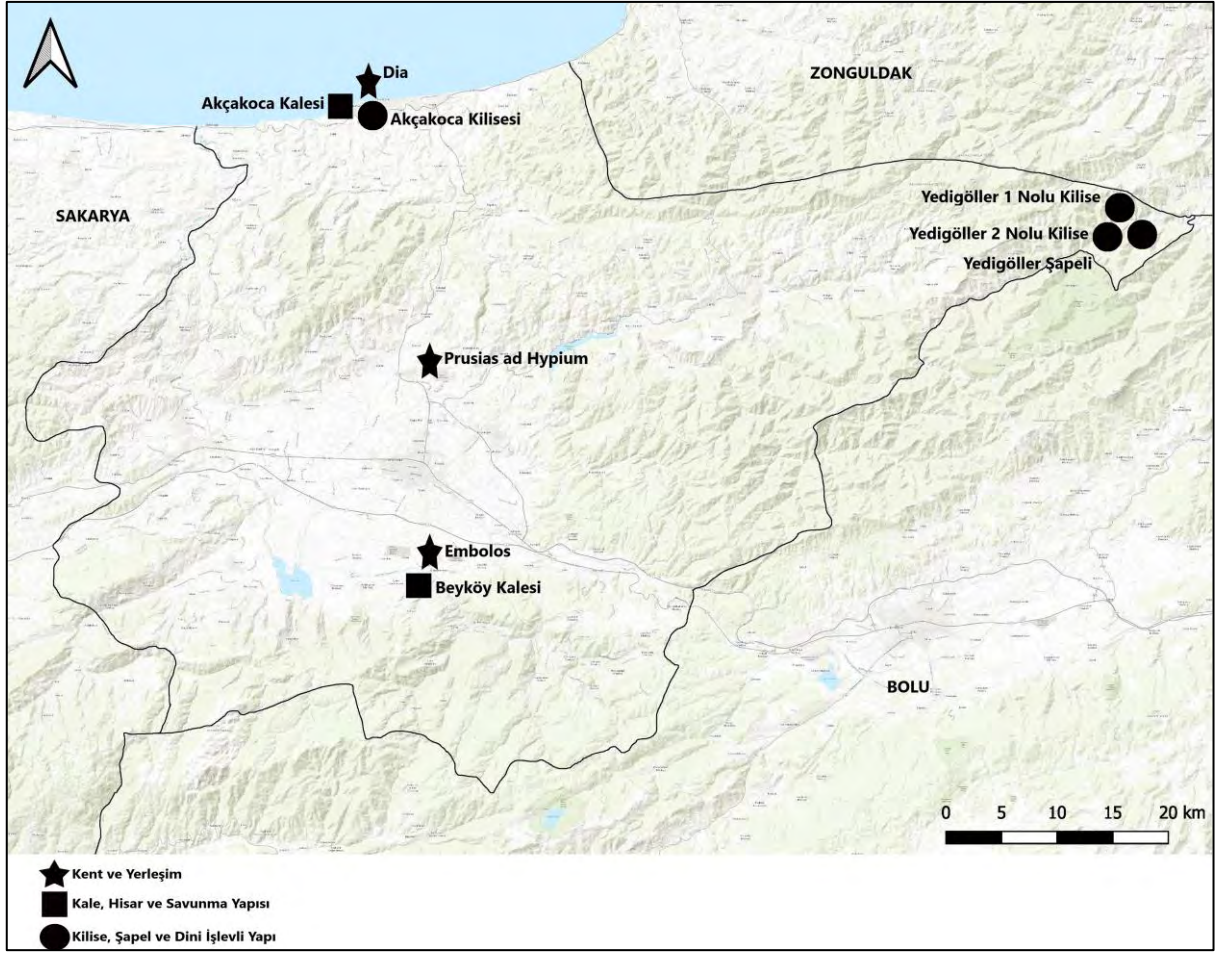 ZONGULDAK
Dia
Akçakoca Kalesi
Akçakoca Kilisesi
SAKARYA
Yedigöller 1 Nolu Kilise
Yedigöller 2 Nolu Kilise
Yedigöller Şapeli
Prusias ad Hypium
Embolos
Beyköy Kalesi
BOLU
0 5 10 15 20 km
Kent ve Yerleşim
Kale, Hisar ve Savunma Yapısı
Kilise, Şapel ve Dini İşlevli Yapı